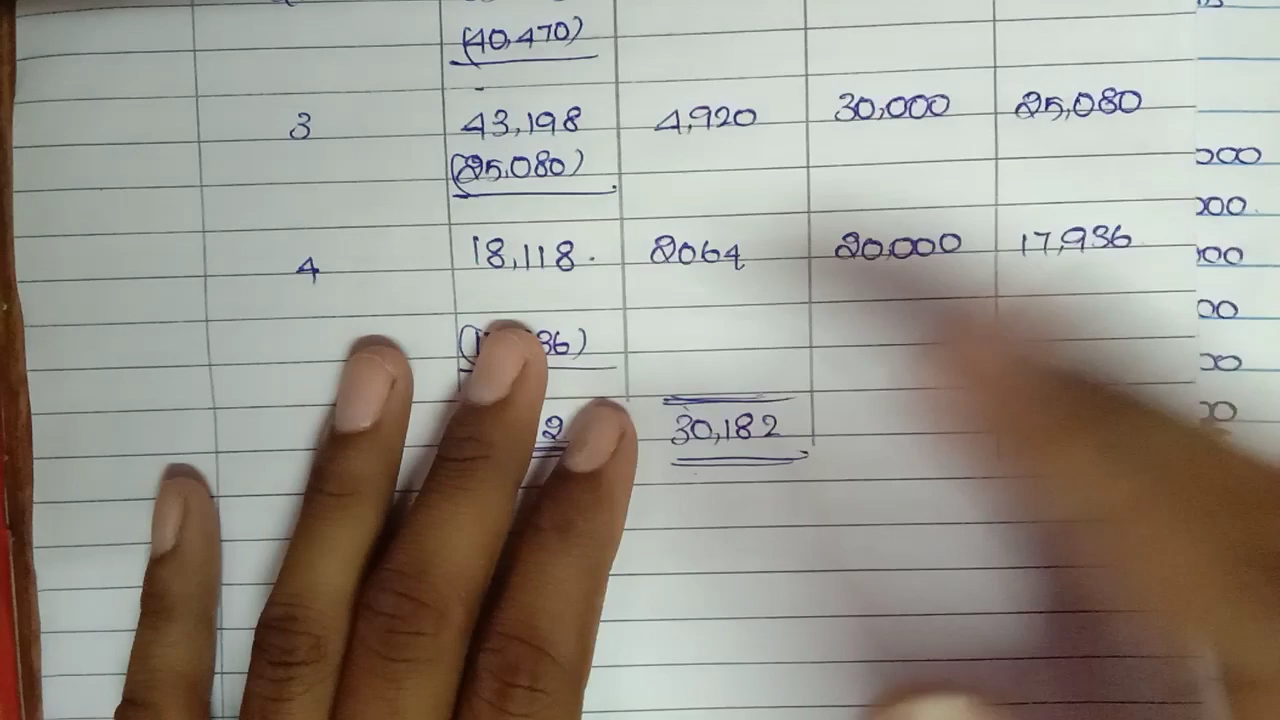 (40,470)
3 43,198 4,920 30,000 25,080
(25,080)
4 18,118. 2064 20,000 17,936
30,182